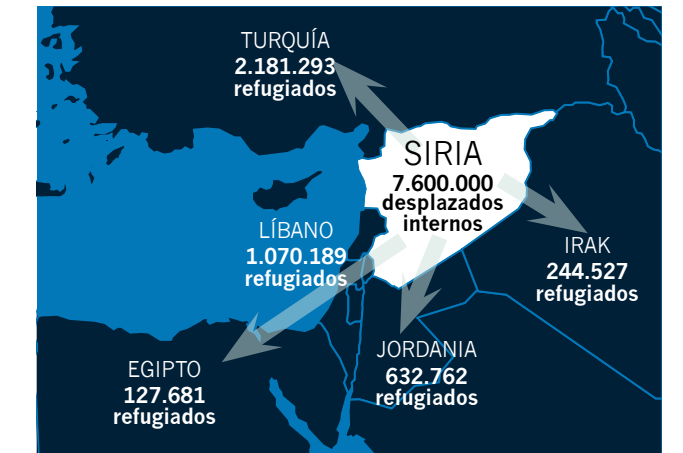 TURQUÍA
2.181.293
refugiados
SIRIA
7.600.000
desplazados
internos
LÍBANO
1.070.189
refugiados
IRAK
244.527
refugiados
JORDANIA
632.762
refugiados
EGIPTO
127.681
refugiados